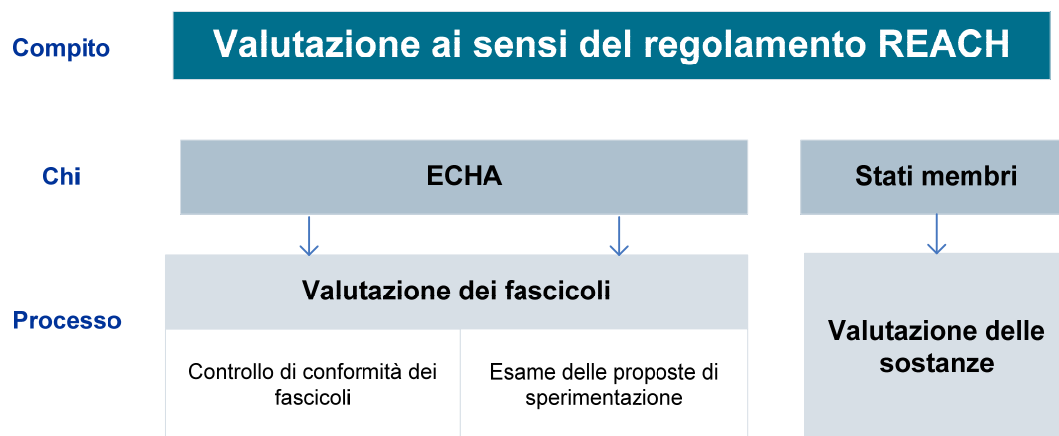 Compito
Valutazione ai sensi del regolamento REACH
Chi
ECHA
Stati membri
Processo
Valutazione dei fascicoli
Controllo di conformità dei
fascicoli
Esame delle proposte di
sperimentazione
Valutazione delle
sostanze